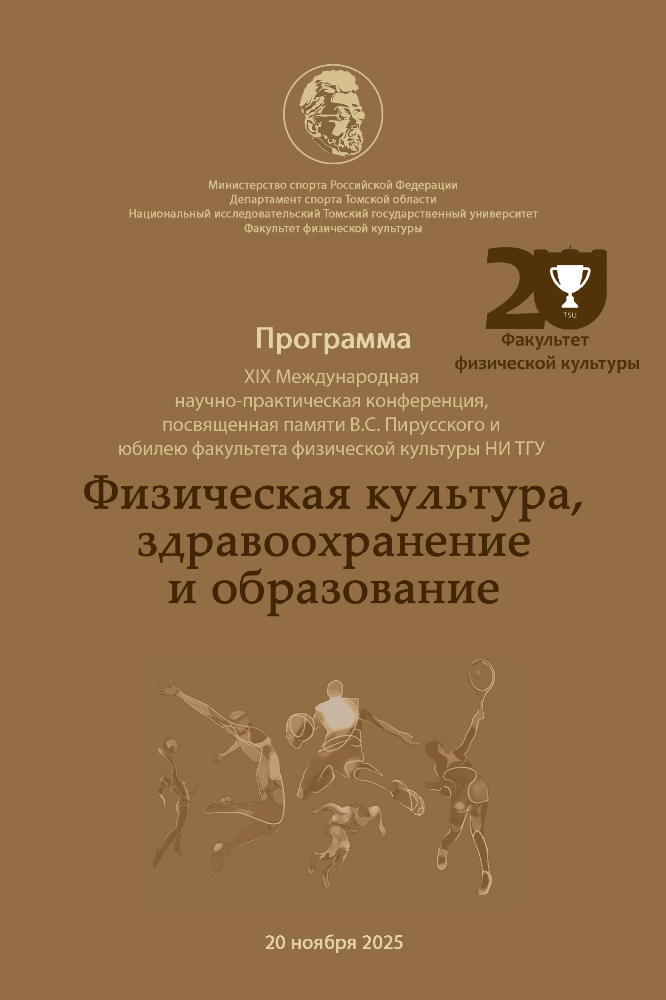 Министерство спорта Российской Федерации
Департамент спорта Томской области
Национальный исследовательский Томский государственный университет
Факультет физической культуры
20
TSU
Факультет
физической культуры
Программа
XIX Международная
научно-практическая конференция,
посвященная памяти В.С. Пирусского и
юбилею факультета физической культуры НИ ТГУ
Физическая культура,
здравоохранение
и образование
20 ноября 2025